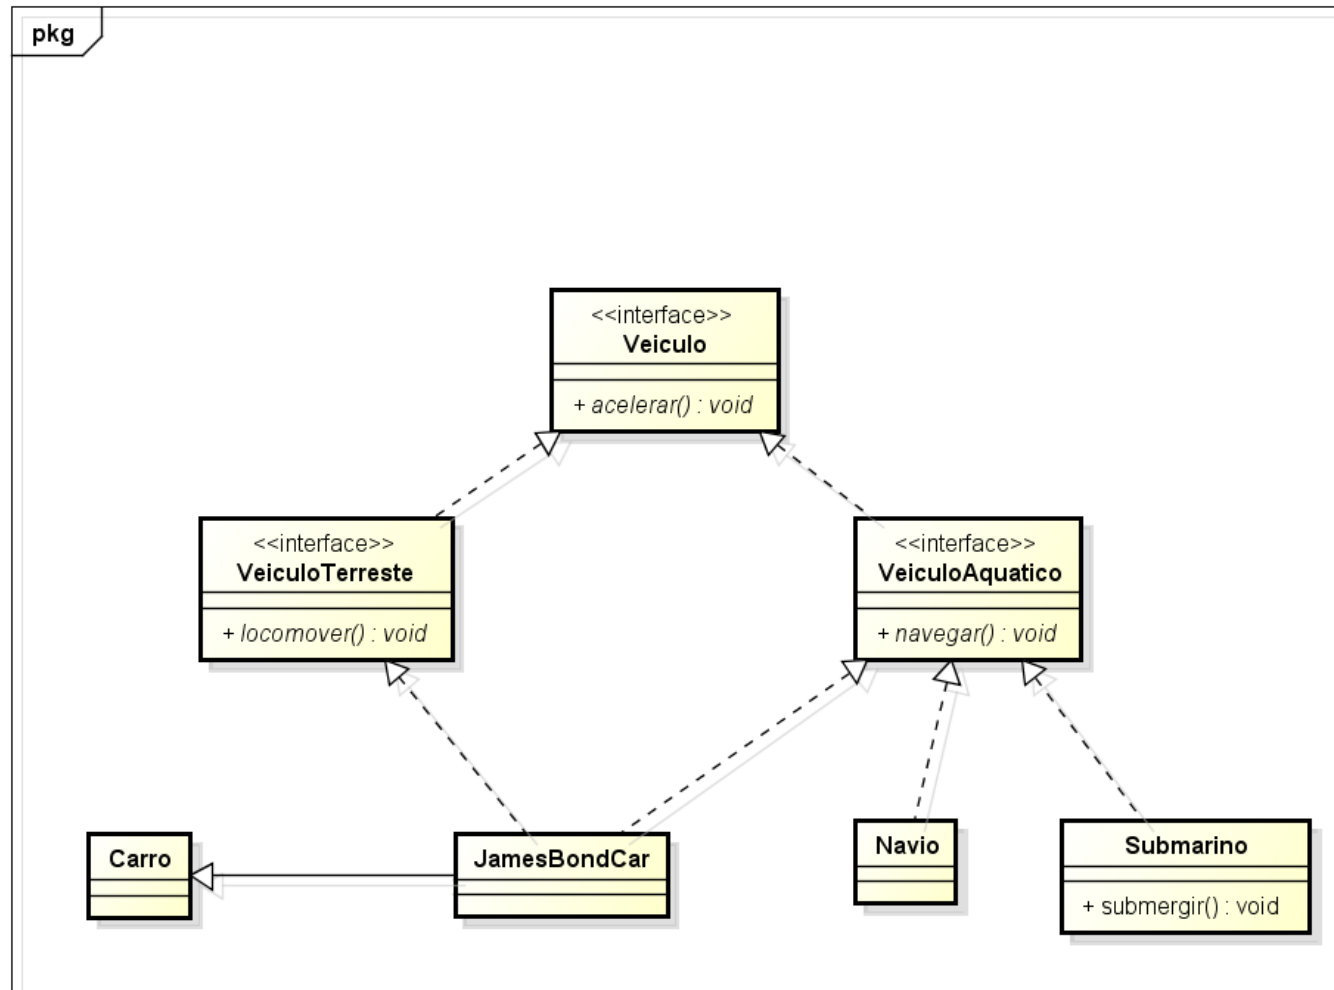 pkg
<<interface>>
Veiculo
+ acelerar() : void
<<interface>>
VeiculoTerreste
+ locomover() : void
<<interface>>
VeiculoAquatico
+ navegar() : void
Carro
JamesBondCar
Navio
Submarino
+ submergir() : void